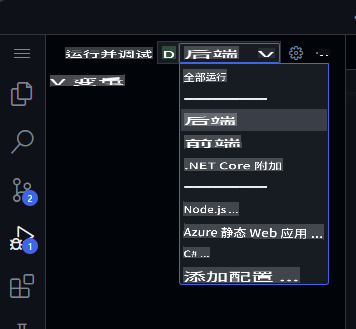 运行并调试 D 后端
变量
全部运行
后端
前端
.NET Core 附加
Node.js ...
Azure 静态 Web 应用 ...
C# ...
添加配置 ...
2
1